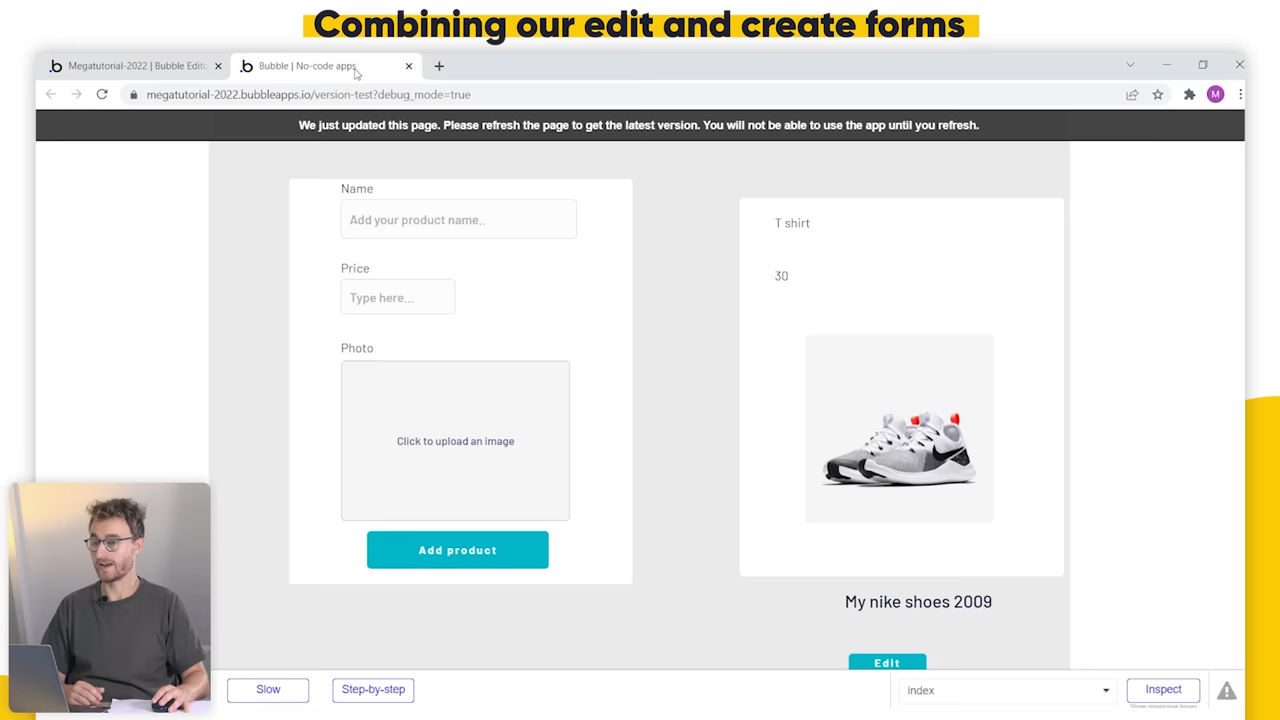 Combining our edit and create forms
Megatutorial-2022 | Bubble Edito
Bubble | No-code apps
megatutorial-2022.bubbleapps.io/version-test?debug_mode=true
M
We just updated this page. Please refresh the page to get the latest version. You will not be able to use the app until you refresh.
Name
Add your product name..
Price
Type here...
Photo
Click to upload an image
Add product
T shirt
30
My nike shoes 2009
Edit
Slow
Step-by-step
index
Inspect
Show responsive boxes